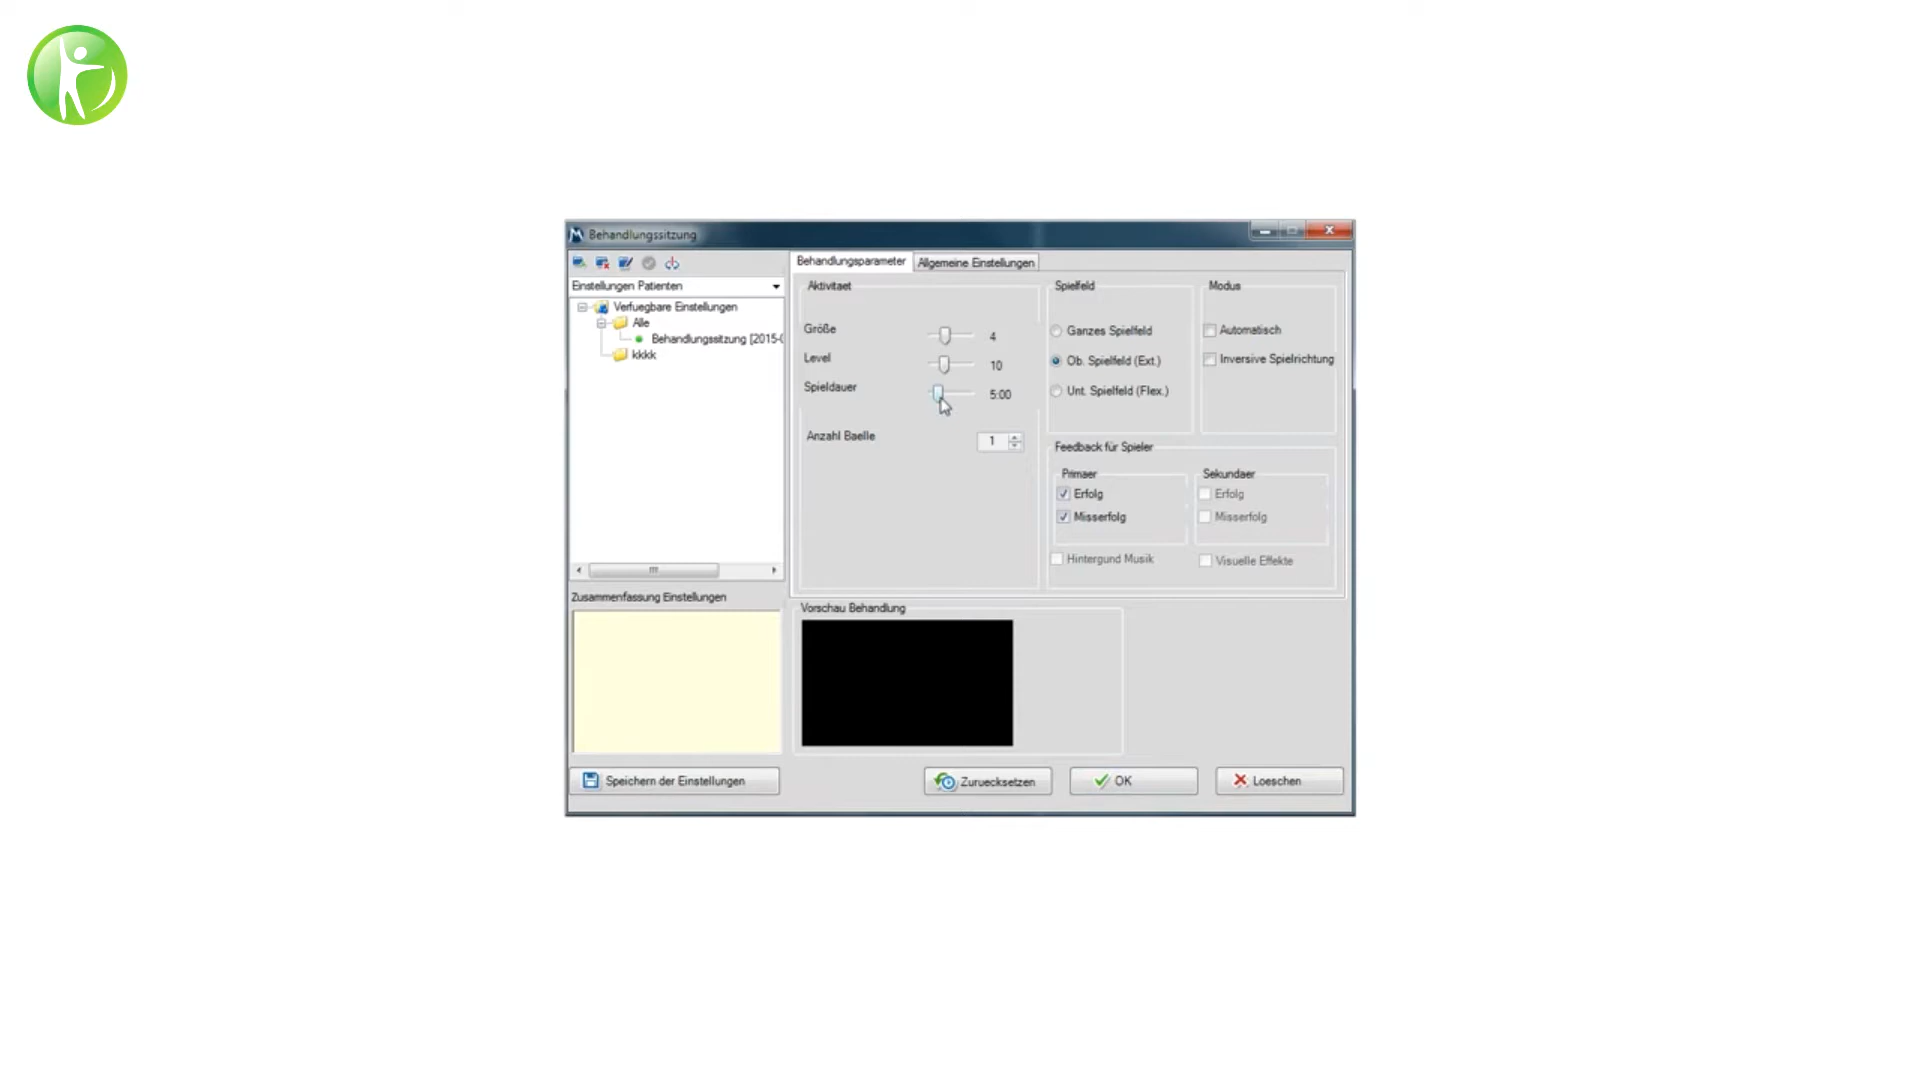 Behandlungssitzung
Einstellungen Patienten
Verfuegbare Einstellungen
Alle
Behandlungssitzung [2015-0
kkkk
Zusammenfassung Einstellungen
Speichern der Einstellungen
Behandlungsparameter
Allgemeine Einstellungen
Aktivitaet
Größe 4
Level 10
Spieldauer 5:00
Anzahl Baelle 1
Spielfeld
Ganzes Spielfeld
Ob. Spielfeld (Ext.)
Unt. Spielfeld (Flex.)
Modus
Automatisch
Inversive Spielrichtung
Feedback für Spieler
Primaer
Erfolg
Misserfolg
Sekundaer
Erfolg
Misserfolg
Hintergund Musik
Visuelle Effekte
Vorschau Behandlung
Zuruecksetzen
OK
Loeschen